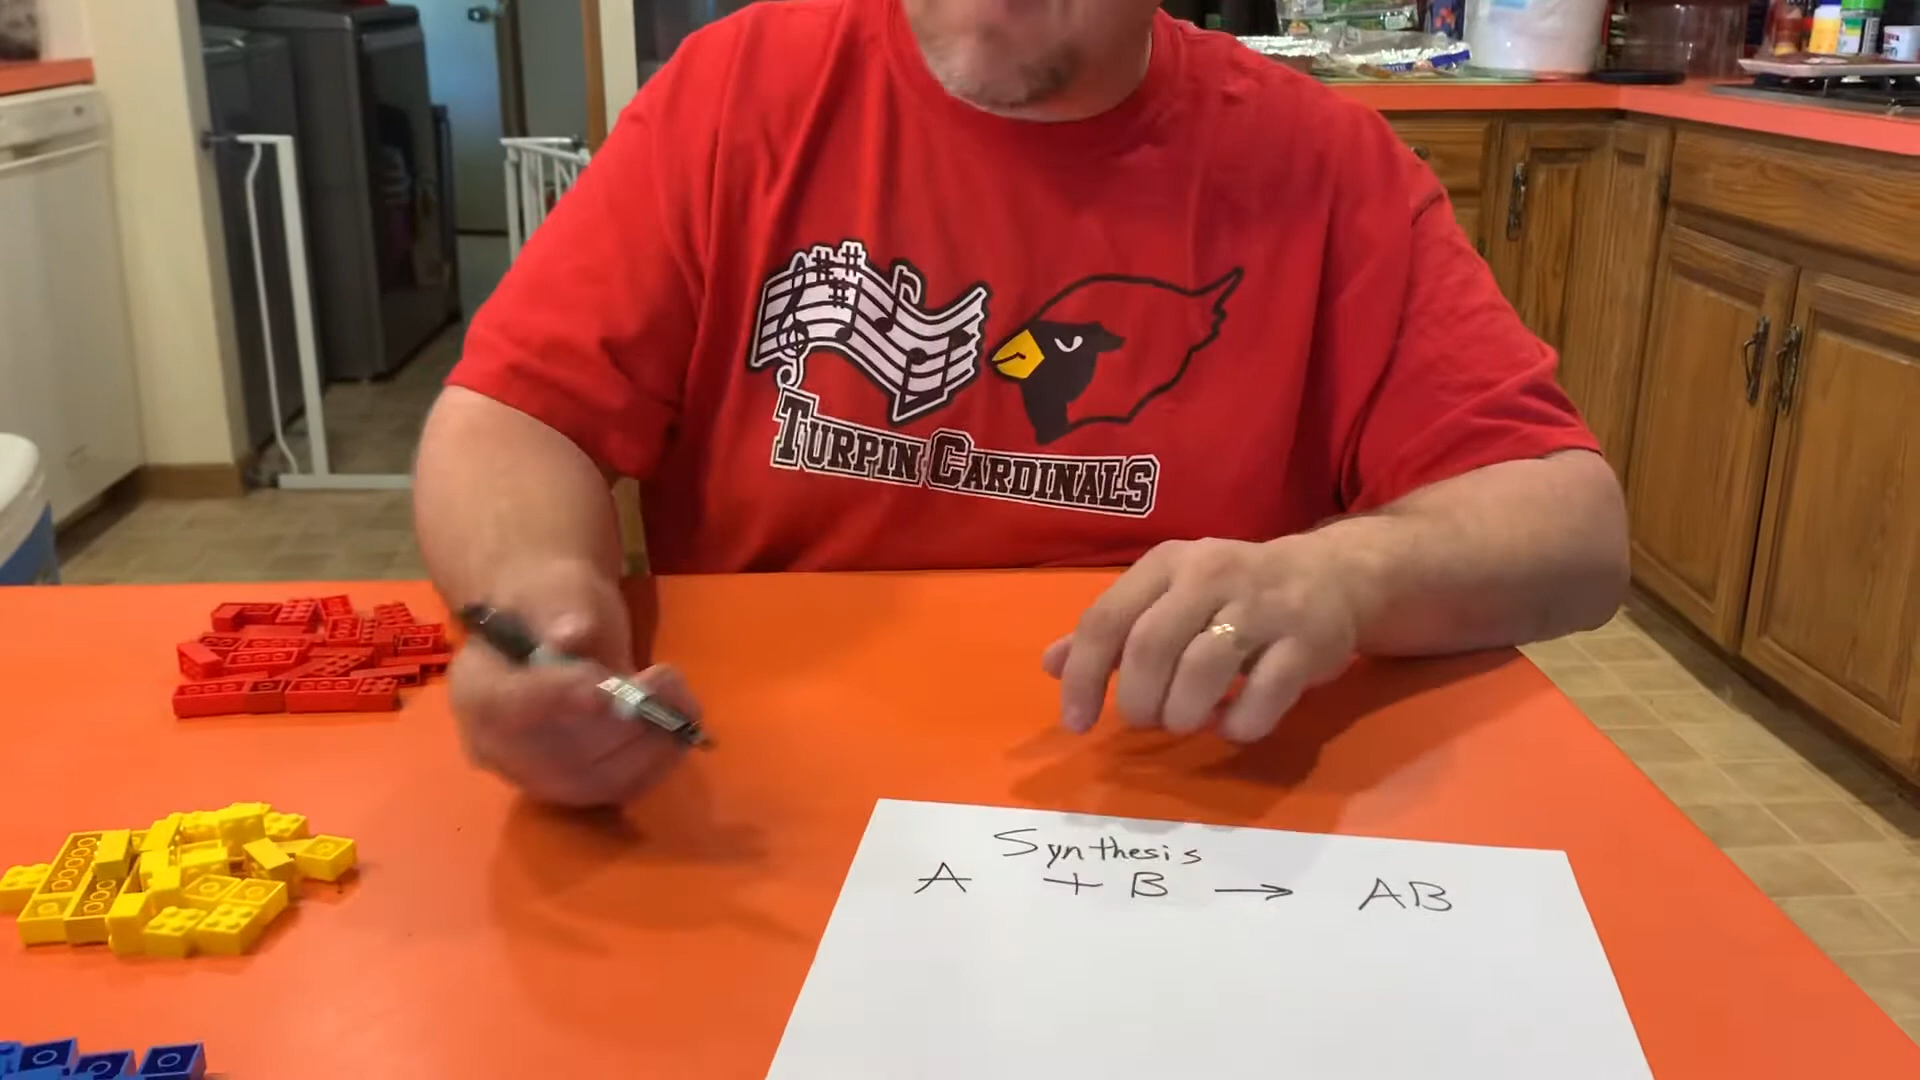 TURPIN CARDINALS
Synthesis
A + B → AB